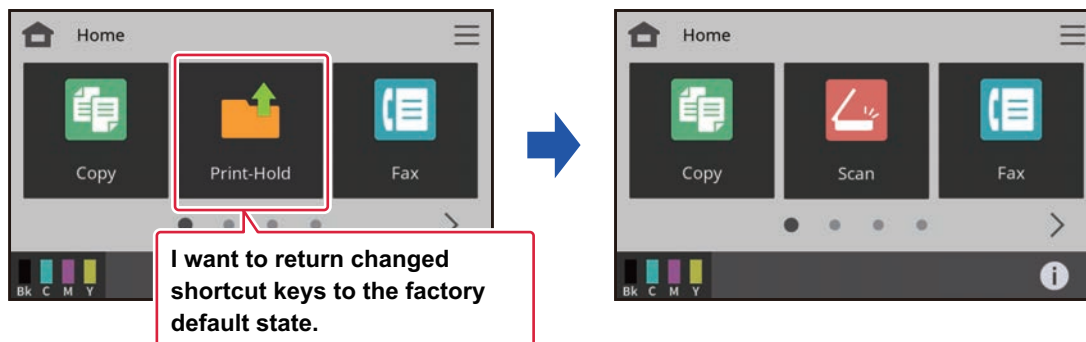 Home
Copy
Print-Hold
Fax
I want to return changed
shortcut keys to the factory
default state.
Bk C M Y
Home
Copy
Scan
Fax
Bk C M Y
i